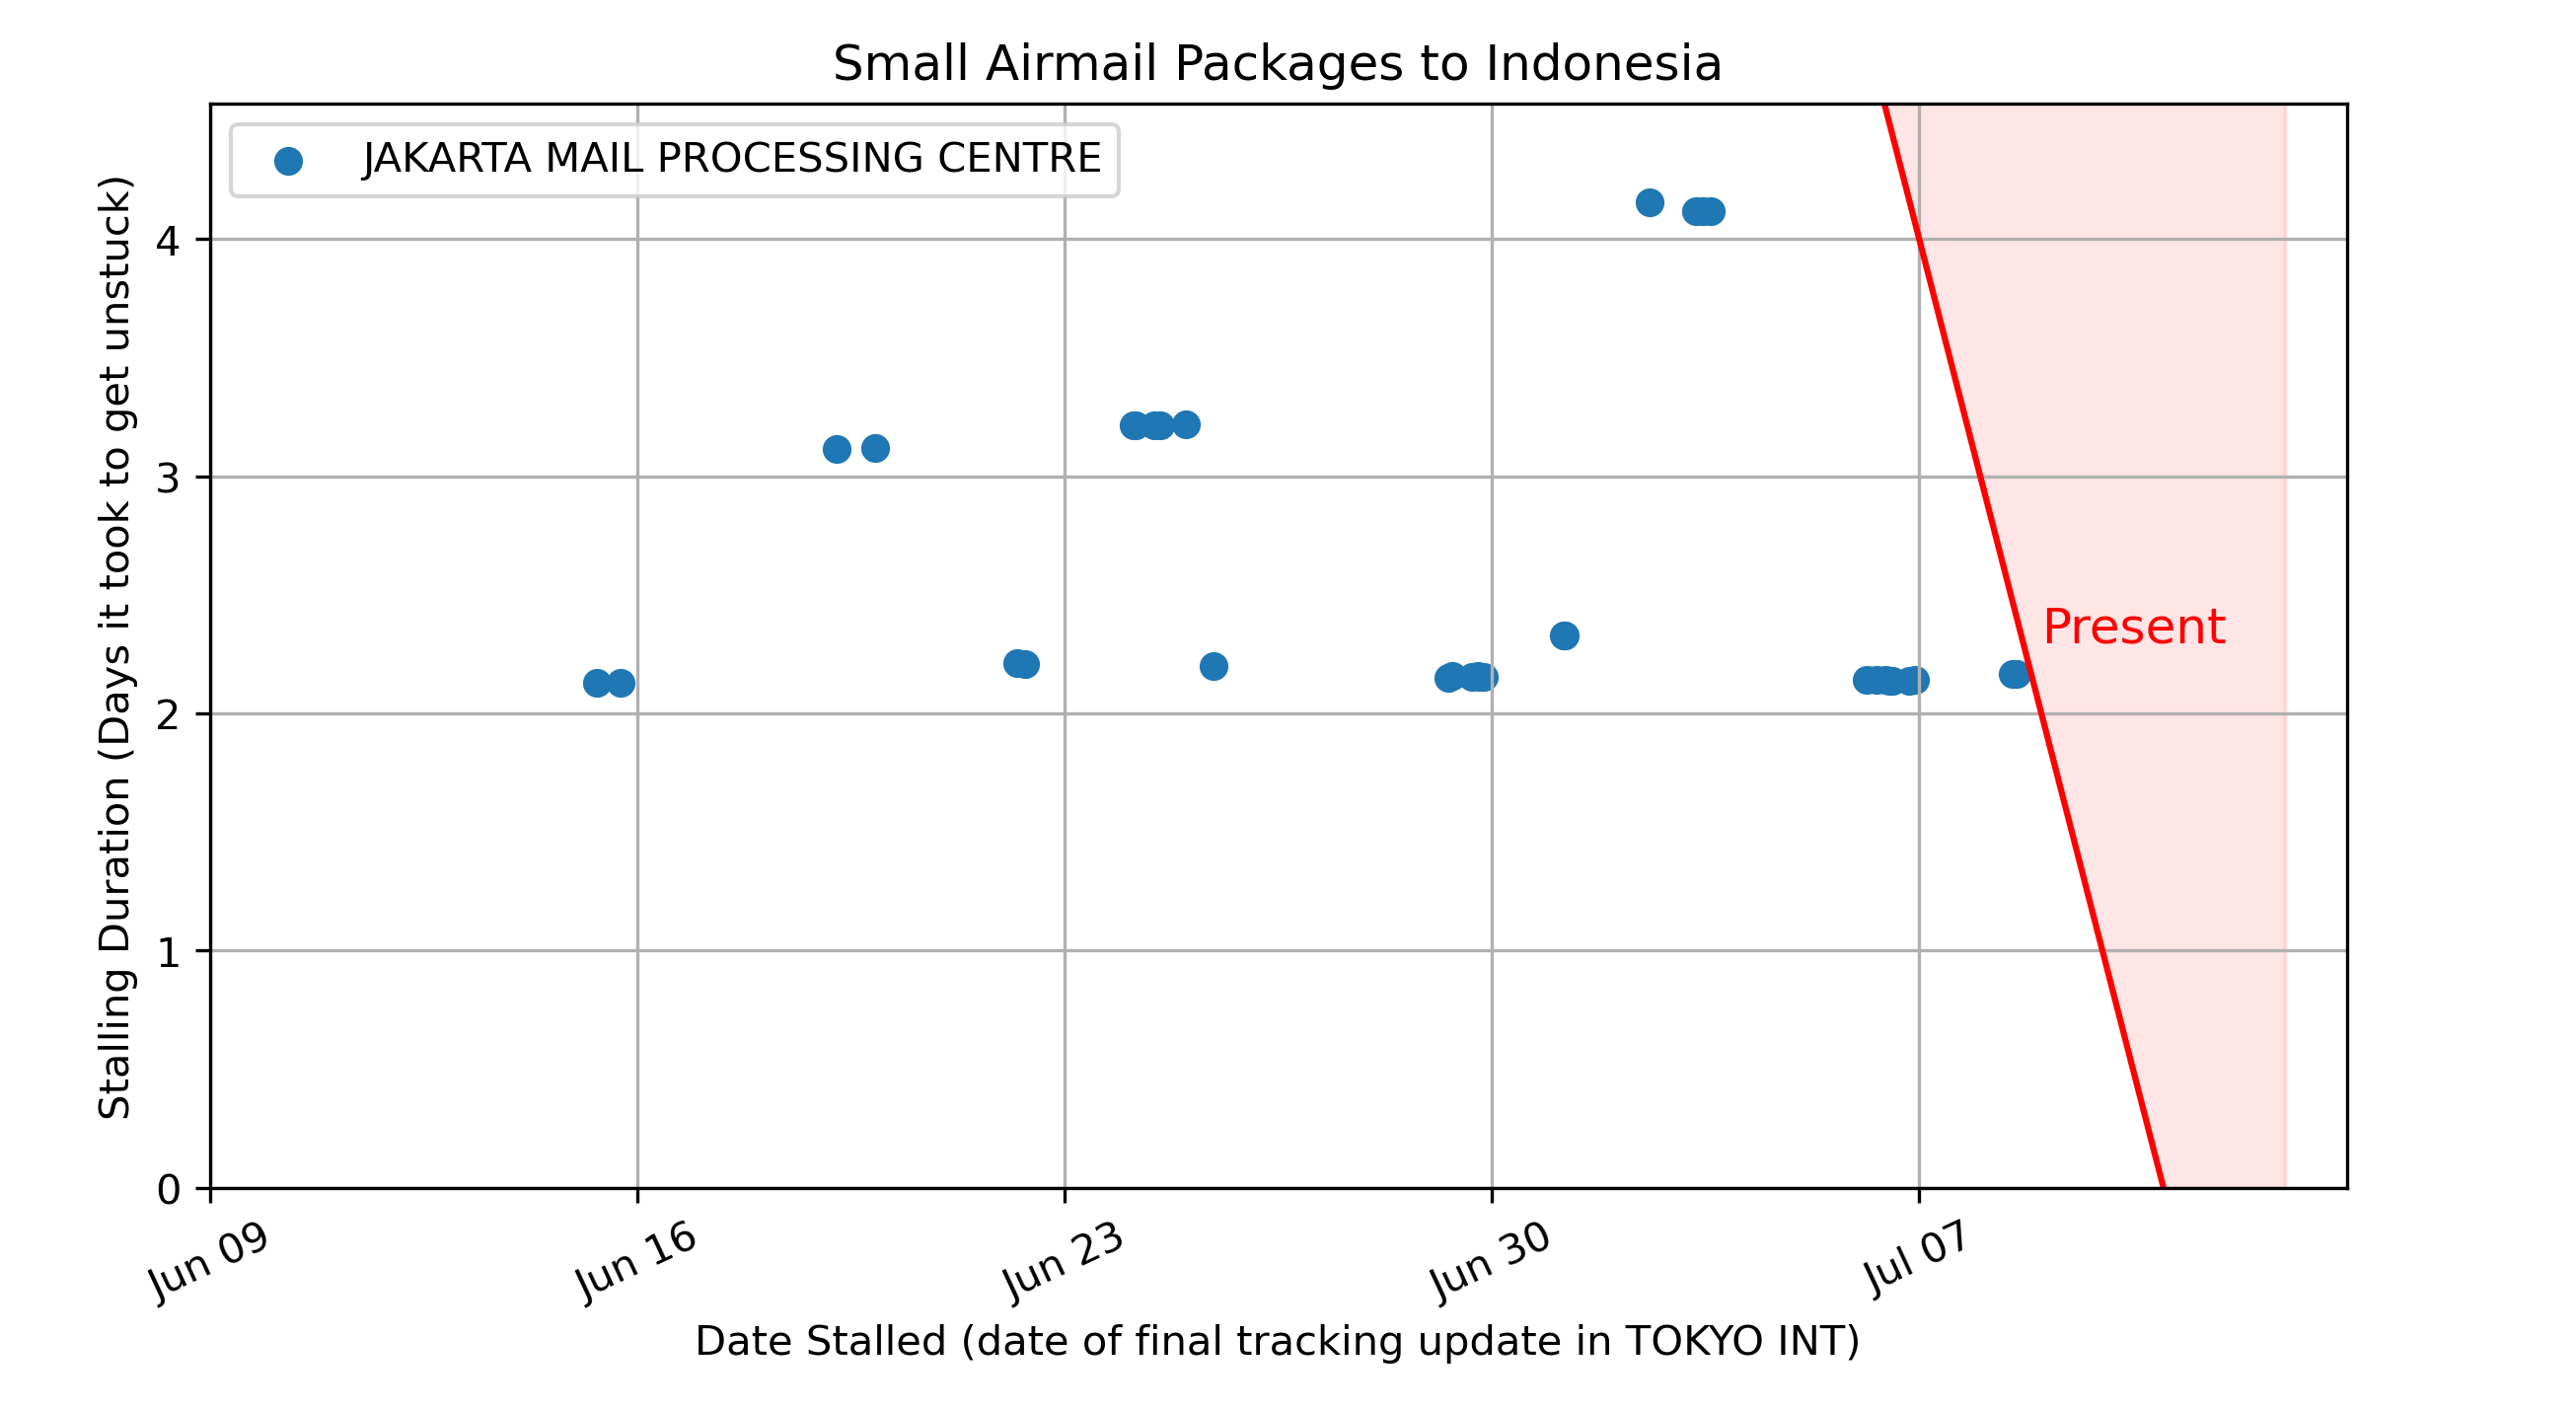 Small Airmail Packages to Indonesia
JAKARTA MAIL PROCESSING CENTRE
Stalling Duration (Days it took to get unstuck)
4
3
2
1
0
Present
Jun 09
Jun 16
Jun 23
Jun 30
Jul 07
Date Stalled (date of final tracking update in TOKYO INT)